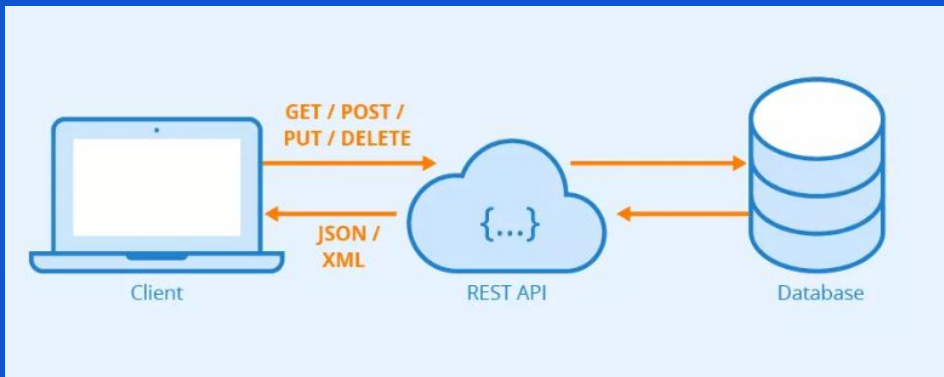 GET / POST /
PUT / DELETE
{...}
JSON /
XML
Client
REST API
Database